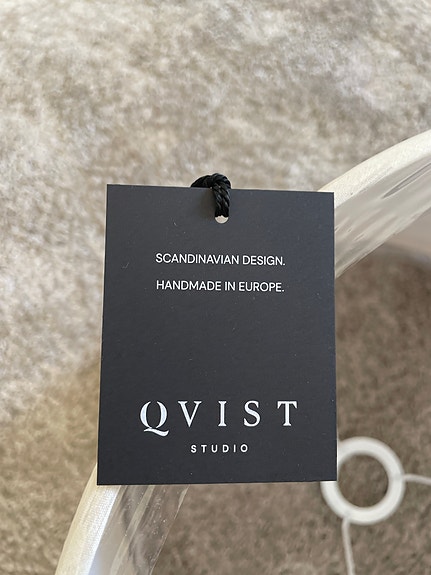 SCANDINAVIAN DESIGN.
HANDMADE IN EUROPE.
QVIST
STUDIO